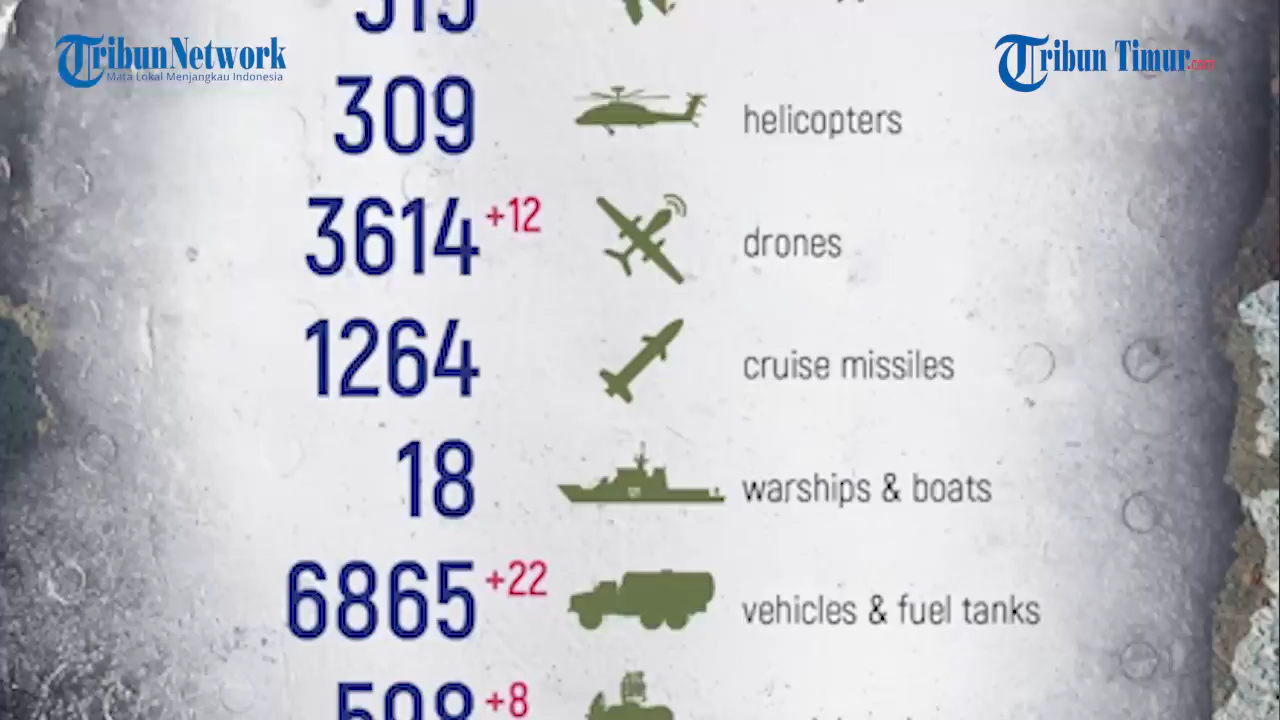 TribunNetwork
Mata Lokal Menjangkau Indonesia
Tribun Timur.com
309 helicopters
3614 +12 drones
1264 cruise missiles
18 warships & boats
6865 +22 vehicles & fuel tanks
+8